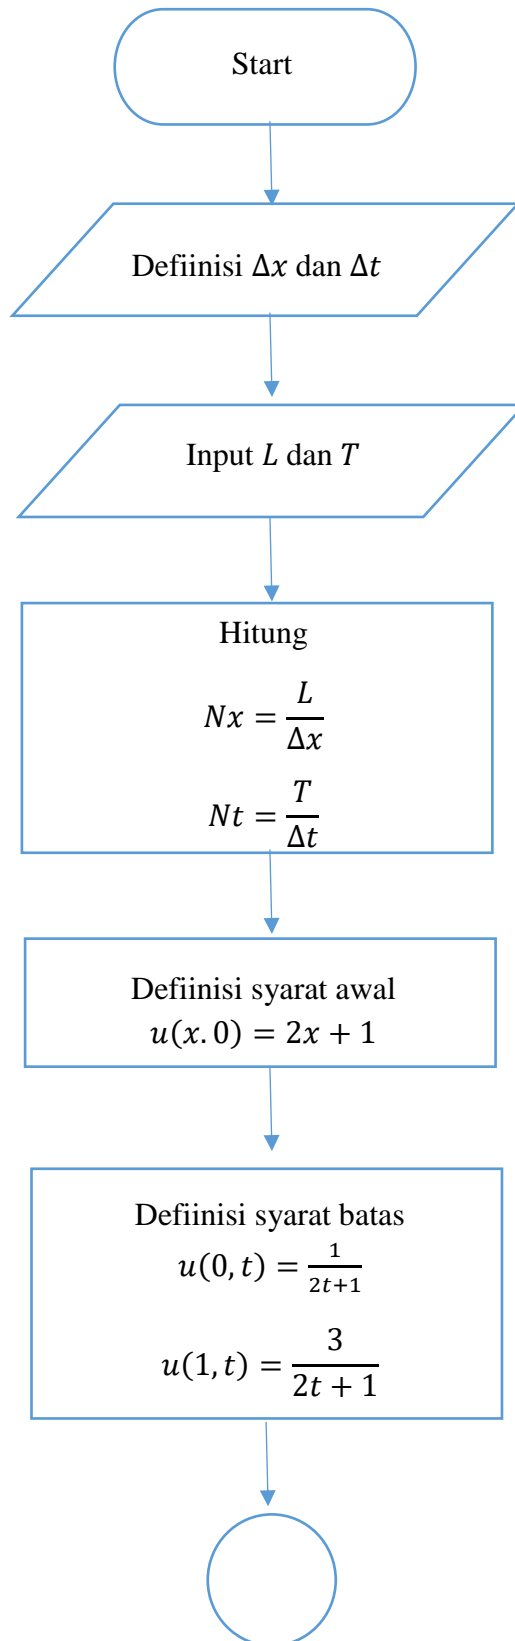 Start
Defiinisi Δx dan Δt
Input L dan T
Hitung
Nx = L/Δx
Nt = T/Δt
Defiinisi syarat awal
u(x. 0) = 2x + 1
Defiinisi syarat batas
u(0, t) = 1/(2t+1)
u(1, t) = 3/(2t + 1)